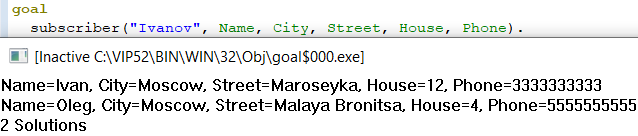 goal
subscriber("Ivanov", Name, City, Street, House, Phone).
[Inactive C:\VIP52\BIN\WIN\32\Obj\goal$000.exe]
Name=Ivan, City=Moscow, Street=Maroseyka, House=12, Phone=3333333333
Name=Oleg, City=Moscow, Street=Malaya Bronitsa, House=4, Phone=5555555555
2 Solutions